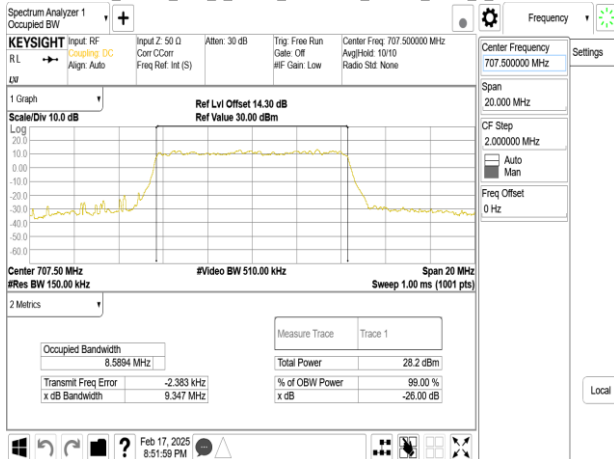 Spectrum Analyzer 1
Occupied BW
+
Frequency
KEYSIGHT
RL
LXI
Input: RF
Coupling: DC
Align: Auto
Input Z: 50 Ω
Corr CCorr
Freq Ref: Int (S)
Atten: 30 dB
Trig: Free Run
Gate: Off
#IF Gain: Low
Center Freq: 707.500000 MHz
Avg|Hold: 10/10
Radio Std: None
Center Frequency
707.500000 MHz
Settings
Span
20.000 MHz
CF Step
2.000000 MHz
Auto
Man
Freq Offset
0 Hz
Local
1 Graph
Scale/Div 10.0 dB
Ref Lvl Offset 14.30 dB
Ref Value 30.00 dBm
Log
20.0
10.0
0.00
-10.0
-20.0
-30.0
-40.0
-50.0
-60.0
Center 707.50 MHz
#Res BW 150.00 kHz
#Video BW 510.00 kHz
Span 20 MHz
Sweep 1.00 ms (1001 pts)
2 Metrics
Measure Trace Trace 1
Occupied Bandwidth
8.5894 MHz
Total Power 28.2 dBm
Transmit Freq Error -2.383 kHz
% of OBW Power 99.00 %
x dB Bandwidth 9.347 MHz
x dB -26.00 dB
?
Feb 17, 2025
8:51:59 PM